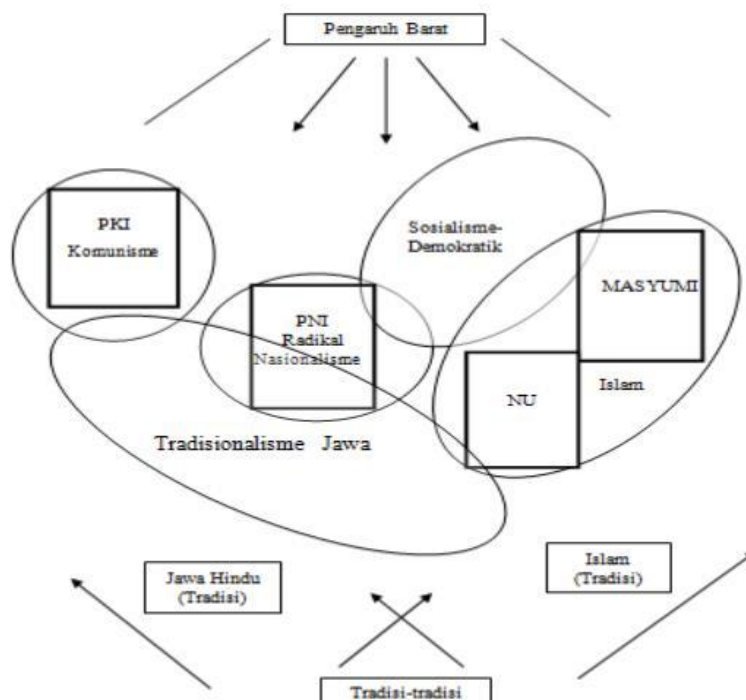 Pengaruh Barat
PKI
Komunisme
Sosialisme-
Demokratik
MASYUMI
PNI
Radikal
Nasionalisme
NU
Islam
Tradisionalisme Jawa
Jawa Hindu
(Tradisi)
Islam
(Tradisi)
Tradisi-tradisi